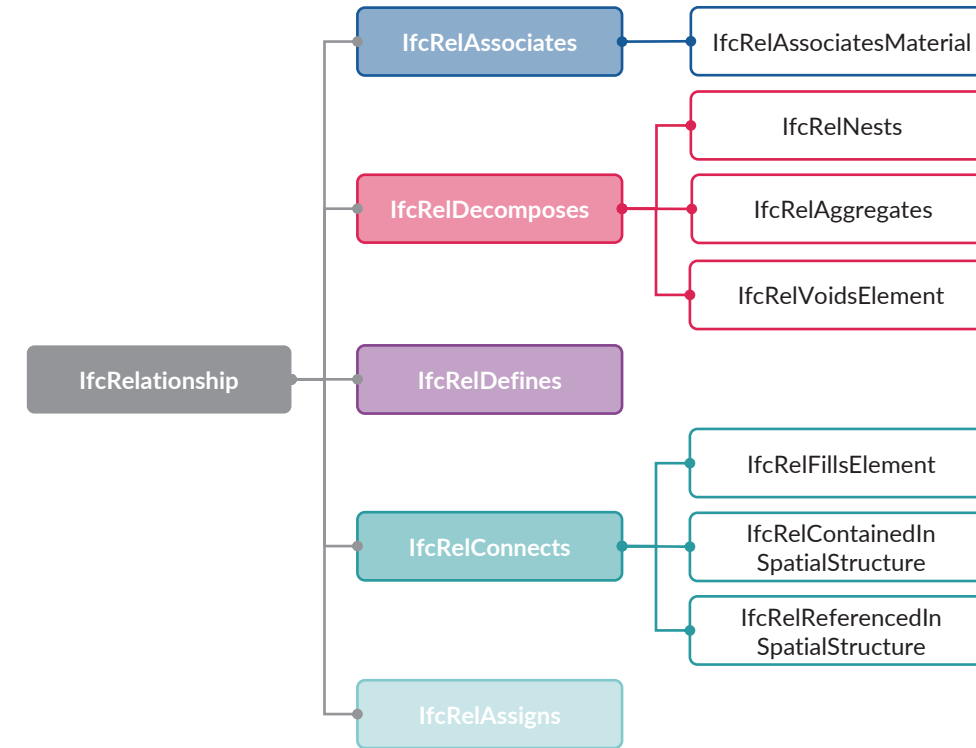 IfcRelAssociates
IfcRelAssociatesMaterial
IfcRelNests
IfcRelDecomposes
IfcRelAggregates
IfcRelVoidsElement
IfcRelationship
IfcRelDefines
IfcRelFillsElement
IfcRelConnects
IfcRelContainedIn
SpatialStructure
IfcRelReferencedIn
SpatialStructure
IfcRelAssigns